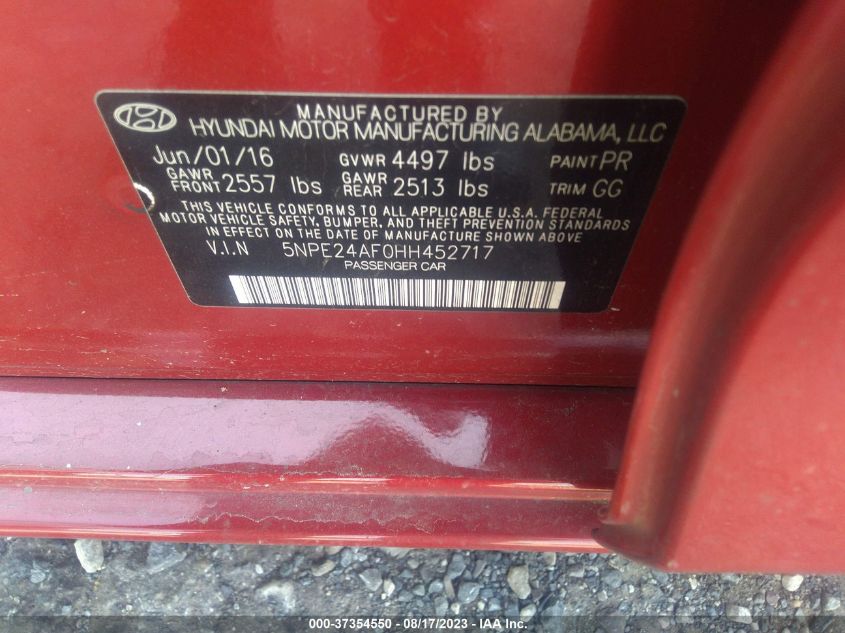 MANUFACTURED BY
HYUNDAI MOTOR MANUFACTURING ALABAMA, LLC
Jun/01/16 GVWR 4497 lbs PAINT PR
GAWR FRONT 2557 lbs GAWR REAR 2513 lbs TRIM GG
THIS VEHICLE CONFORMS TO ALL APPLICABLE U.S.A. FEDERAL
MOTOR VEHICLE SAFETY, BUMPER, AND THEFT PREVENTION STANDARDS
IN EFFECT ON THE DATE OF MANUFACTURE SHOWN ABOVE.
V.I.N 5NPE24AF0HH452717
PASSENGER CAR
000-37354550 - 08/17/2023 - IAA Inc.